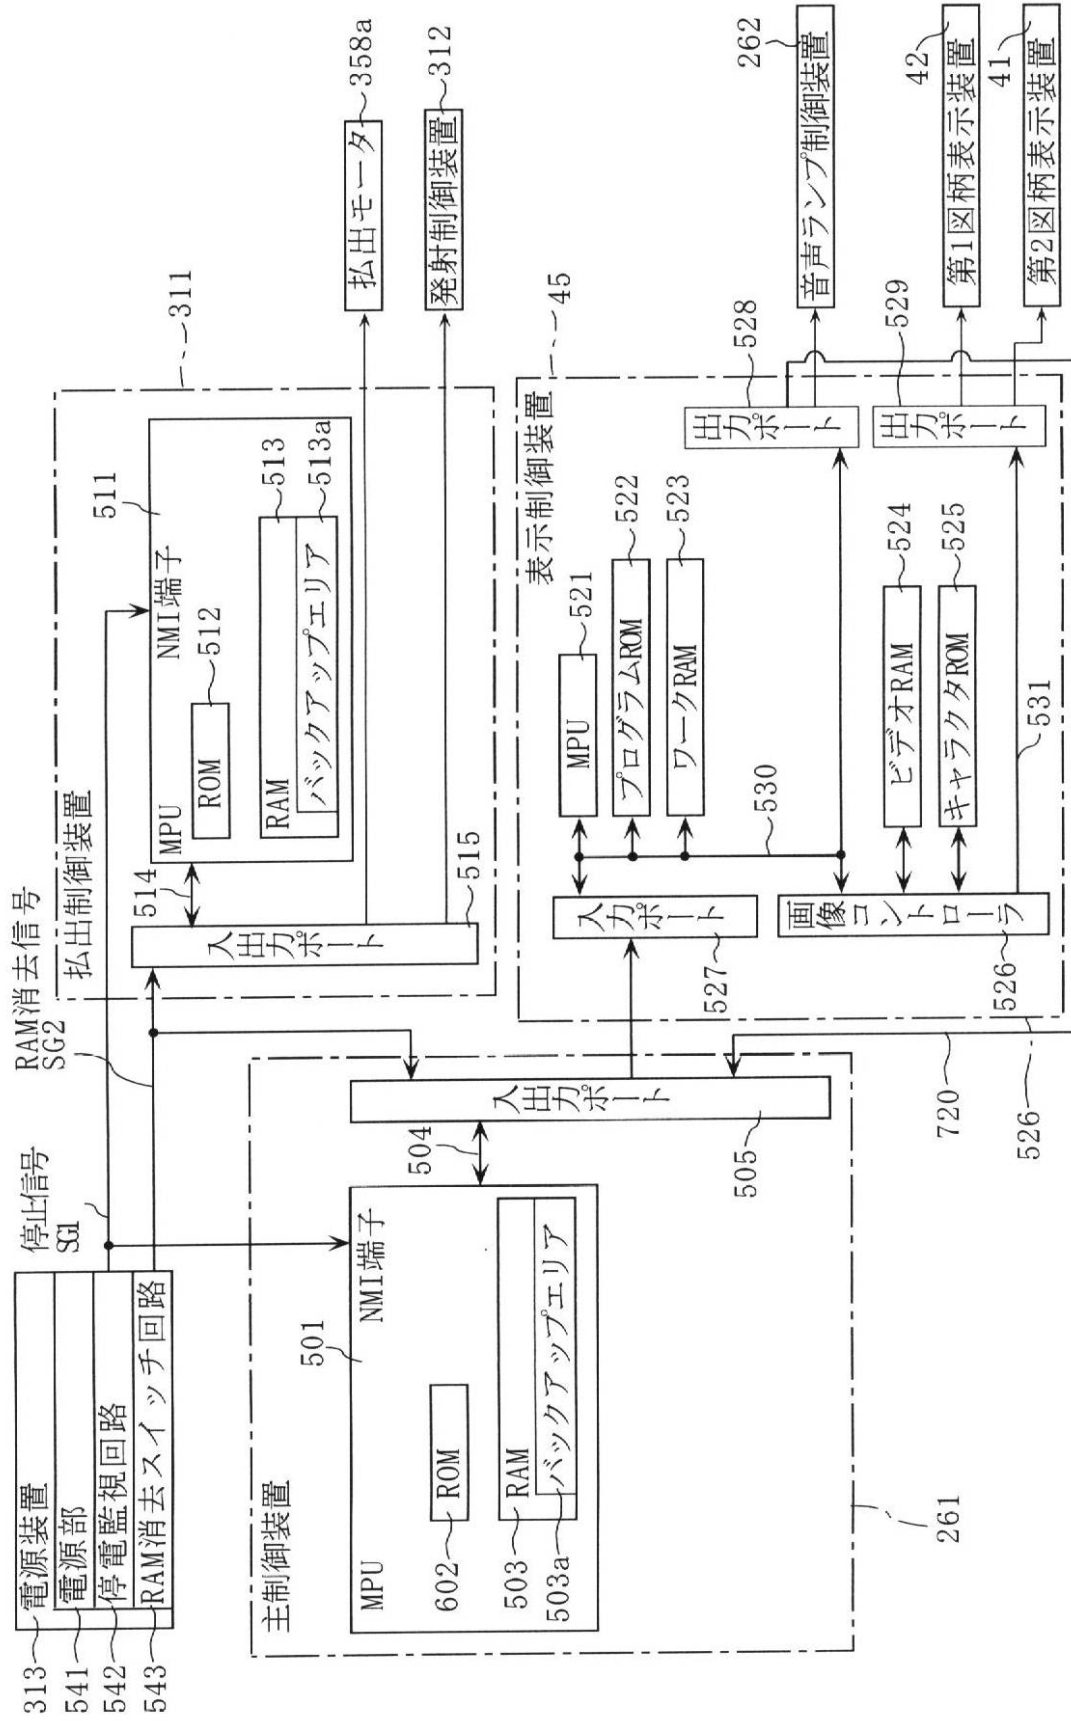 313
電源装置
541
電源部
542
停電監視回路
543
RAM消去スイッチ回路
停止信号
SG1
RAM消去信号
SG2
払出制御装置
311
511
MPU
NMI端子
ROM
512
RAM
513
バックアップエリア
513a
514
入出力ポート
515
払出モータ
358a
発射制御装置
312
主制御装置
261
501
MPU
NMI端子
602
ROM
503
RAM
503a
バックアップエリア
504
入出力ポート
505
720
表示制御装置
45
MPU
521
プログラムROM
522
ワークRAM
523
530
入力ポート
527
画像コントローラ
526
ビデオRAM
524
キャラクタROM
525
531
526
出力ポート
528
出力ポート
529
音声ランプ制御装置
262
第1図柄表示装置
42
第2図柄表示装置
41